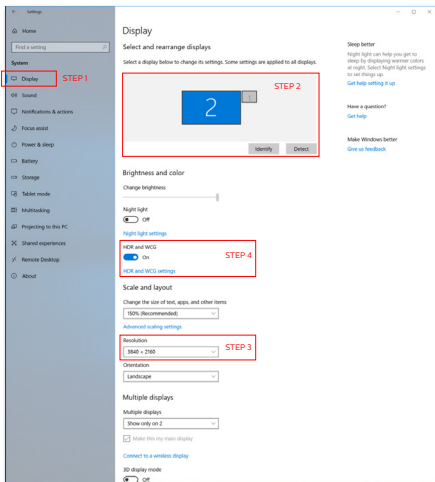 Settings
Home
Find a setting
System
Display
STEP 1
Sound
Notifications & actions
Focus assist
Power & sleep
Battery
Storage
Tablet mode
Multitasking
Projecting to this PC
Shared experiences
Remote Desktop
About
Display
Select and rearrange displays
Select a display below to change its settings. Some settings are applied to all displays.
STEP 2
2
1
Identify
Detect
Brightness and color
Change brightness
Night light
Off
Night light settings
HDR and WCG
On
STEP 4
HDR and WCG settings
Scale and layout
Change the size of text, apps, and other items
150% (Recommended)
Advanced scaling settings
Resolution
3840 × 2160
STEP 3
Orientation
Landscape
Multiple displays
Multiple displays
Show only on 2
Make this my main display
Connect to a wireless display
3D display mode
Off
Sleep better
Night light can help you get to
sleep by displaying warmer colors
at night. Select Night light settings
to set things up.
Get help setting it up
Have a question?
Get help
Make Windows better
Give us feedback